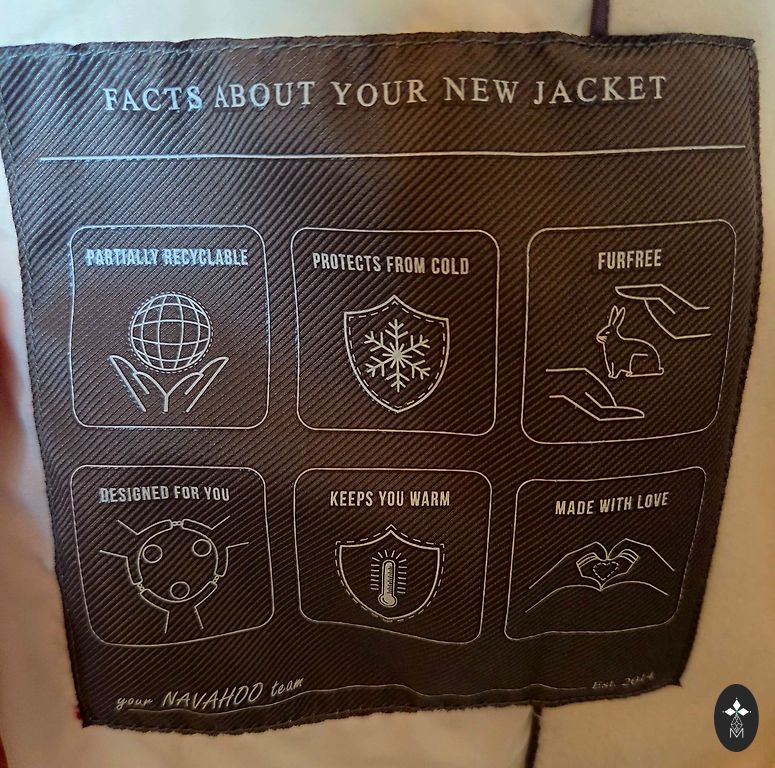 FACTS ABOUT YOUR NEW JACKET
PARTIALLY RECYCLABLE
PROTECTS FROM COLD
FURFREE
DESIGNED FOR YOU
KEEPS YOU WARM
MADE WITH LOVE
your NAVAHOO team
Est. 2014
M